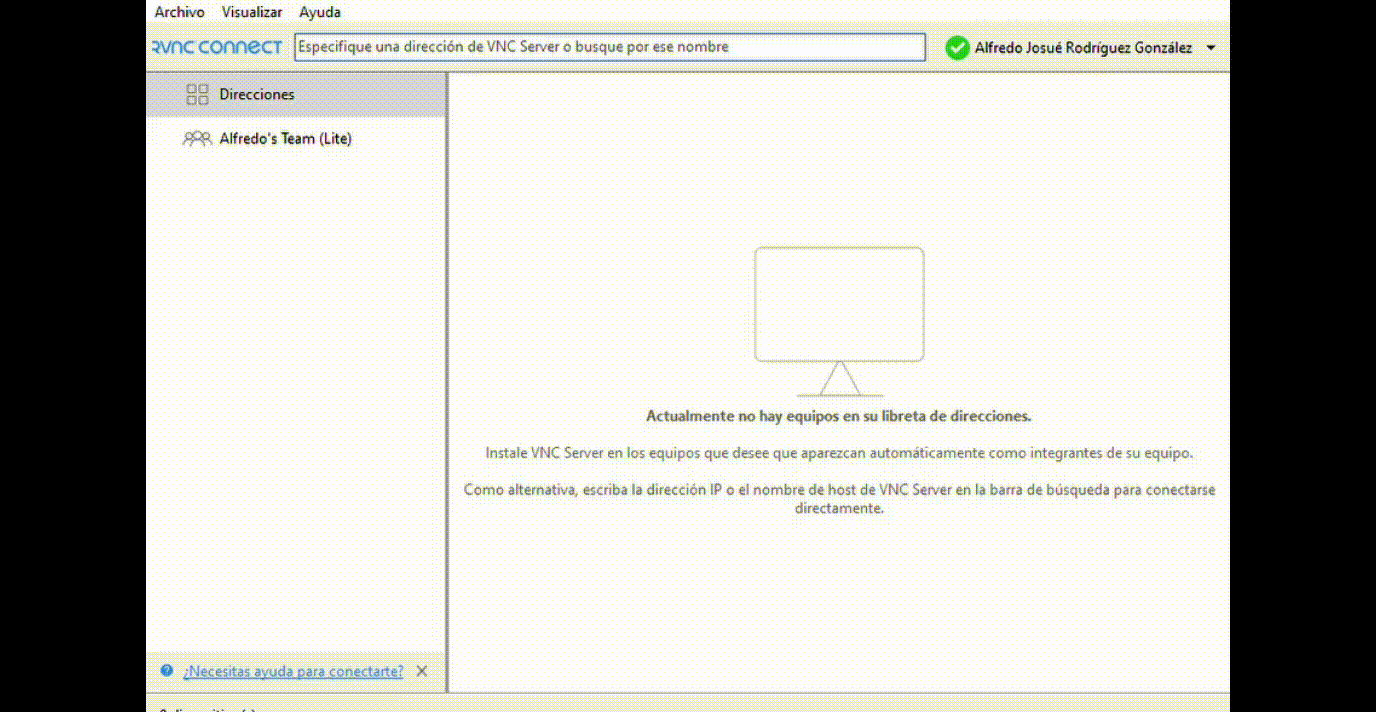 Archivo Visualizar Ayuda
RVNC CONNECT Especifique una dirección de VNC Server o busque por ese nombre Alfredo Josué Rodríguez González
Direcciones
Alfredo's Team (Lite)
Actualmente no hay equipos en su libreta de direcciones.
Instale VNC Server en los equipos que desee que aparezcan automáticamente como integrantes de su equipo.
Como alternativa, escriba la dirección IP o el nombre de host de VNC Server en la barra de búsqueda para conectarse
directamente.
¿Necesitas ayuda para conectarte?